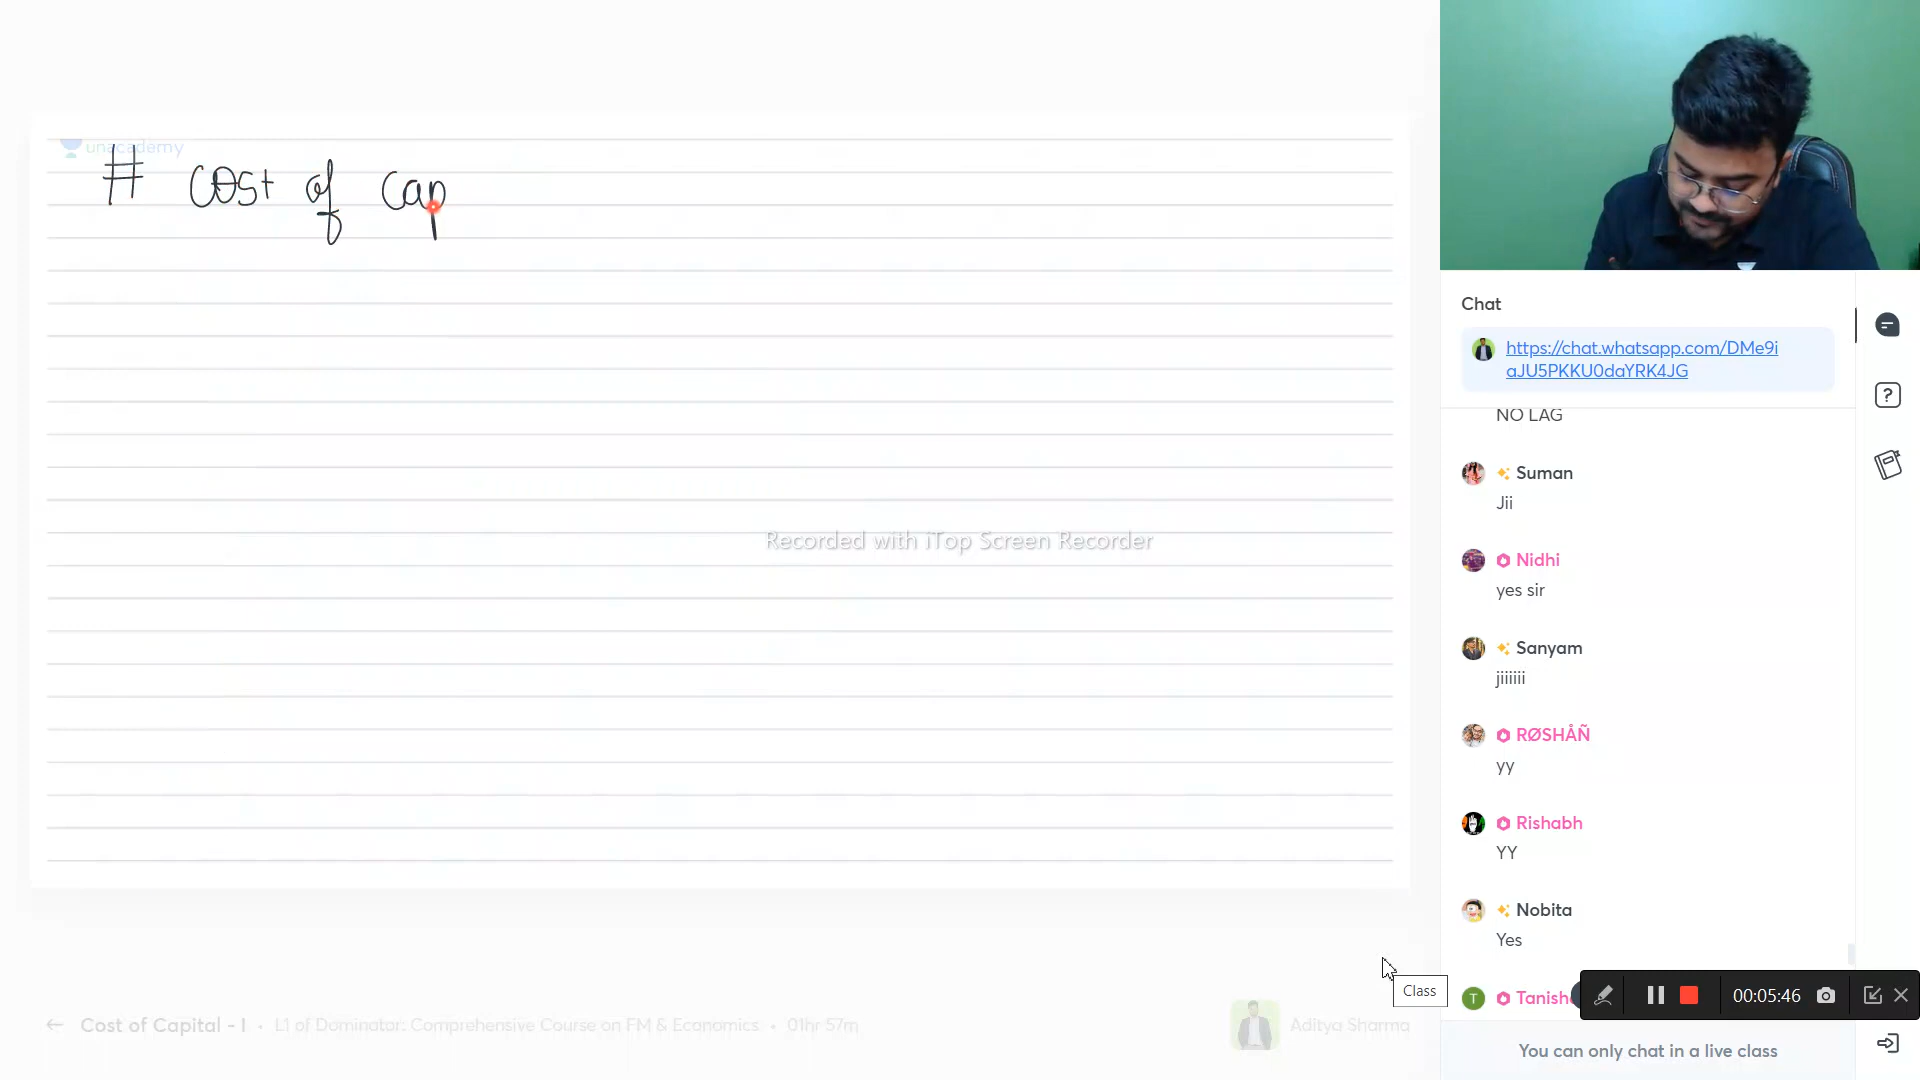 unacademy
# Cost of cap
Recorded with iTop Screen Recorder
Class
Cost of Capital - I • L1 of Dominator: Comprehensive Course on FM & Economics • 01hr 57m
Aditya Sharma
Chat
https://chat.whatsapp.com/DMe9i
aJU5PKKU0daYRK4JG
NO LAG
Suman
Jii
Nidhi
yes sir
Sanyam
jiiiiiii
RØSHÅÑ
yy
Rishabh
YY
Nobita
Yes
T
Tanish
00:05:46
You can only chat in a live class